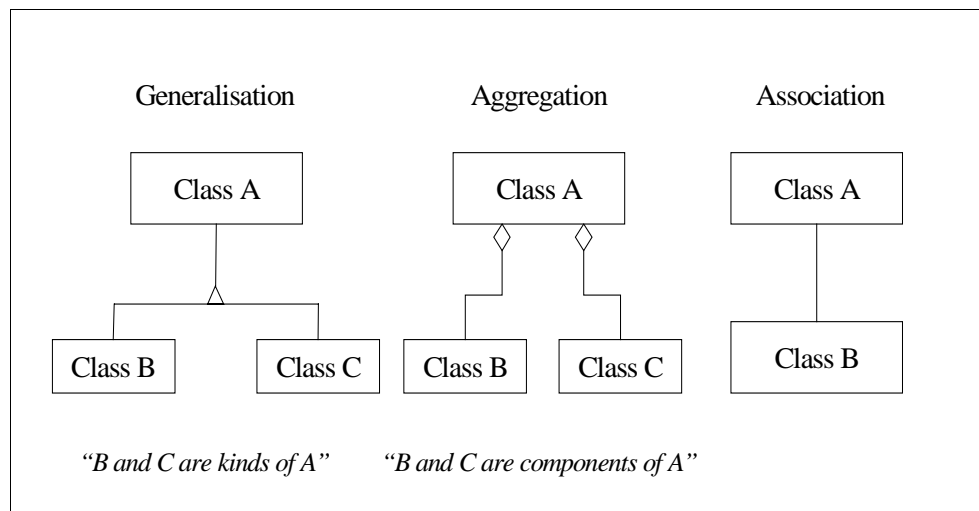 Generalisation
Aggregation
Association
Class A
Class A
Class A
Class B
Class C
Class B
Class C
Class B
“B and C are kinds of A”
“B and C are components of A”